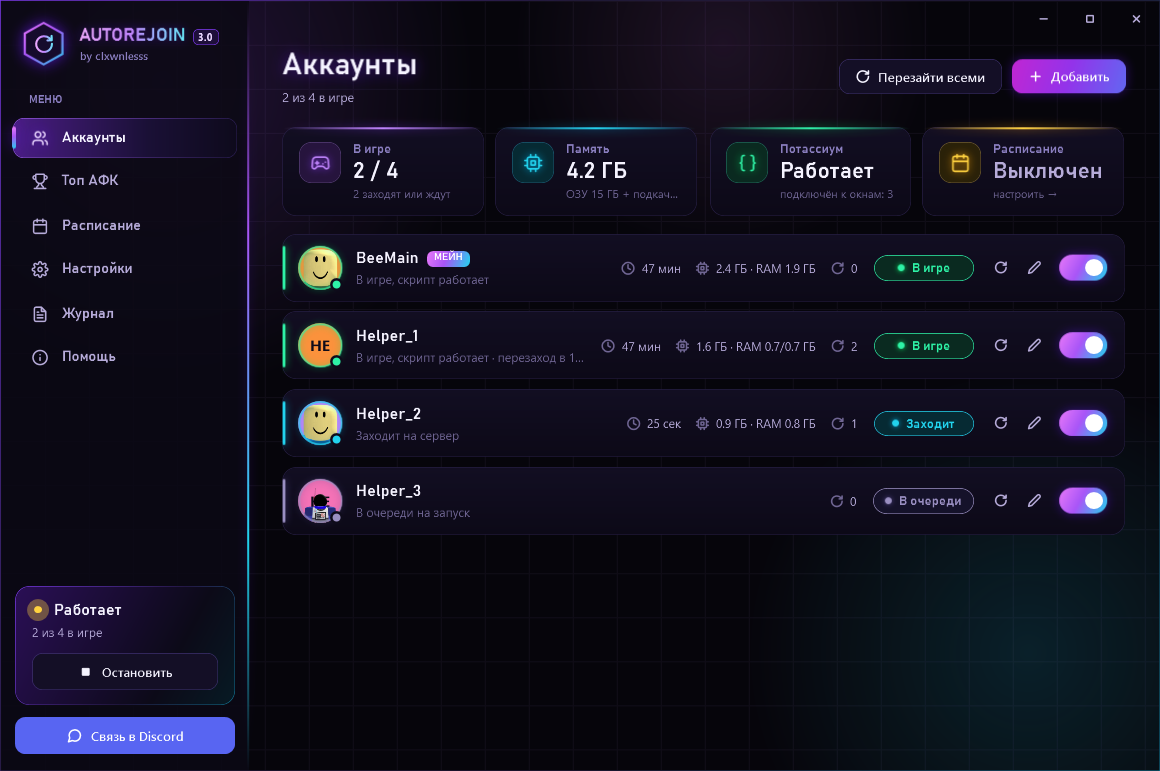 AUTOREJOIN 3.0
by clxwnlesss
МЕНЮ
Аккаунты
Топ АФК
Расписание
Настройки
Журнал
Помощь
Работает
2 из 4 в игре
Остановить
Связь в Discord
Аккаунты
2 из 4 в игре
Перезайти всеми
Добавить
В игре
2 / 4
2 заходят или ждут
Память
4.2 ГБ
ОЗУ 15 ГБ + подкач...
{} Потассиум
Работает
подключён к окнам: 3
Расписание
Выключен
настроить →
BeeMain МЕЙН
В игре, скрипт работает
47 мин 2.4 ГБ · RAM 1.9 ГБ 0 В игре
HE
Helper_1
В игре, скрипт работает · перезаход в 1...
47 мин 1.6 ГБ · RAM 0.7/0.7 ГБ 2 В игре
Helper_2
Заходит на сервер
25 сек 0.9 ГБ · RAM 0.8 ГБ 1 Заходит
Helper_3
В очереди на запуск
0 В очереди